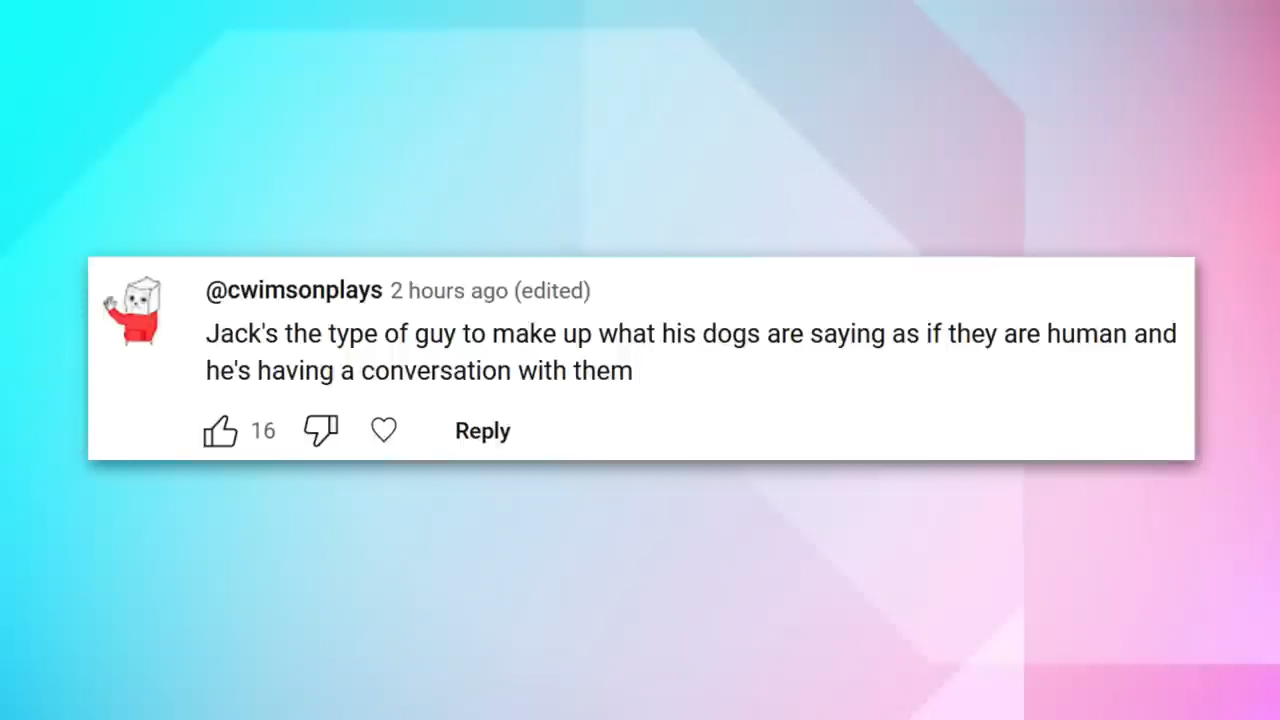 @cwimsonplays 2 hours ago (edited)
Jack's the type of guy to make up what his dogs are saying as if they are human and
he's having a conversation with them
16 Reply